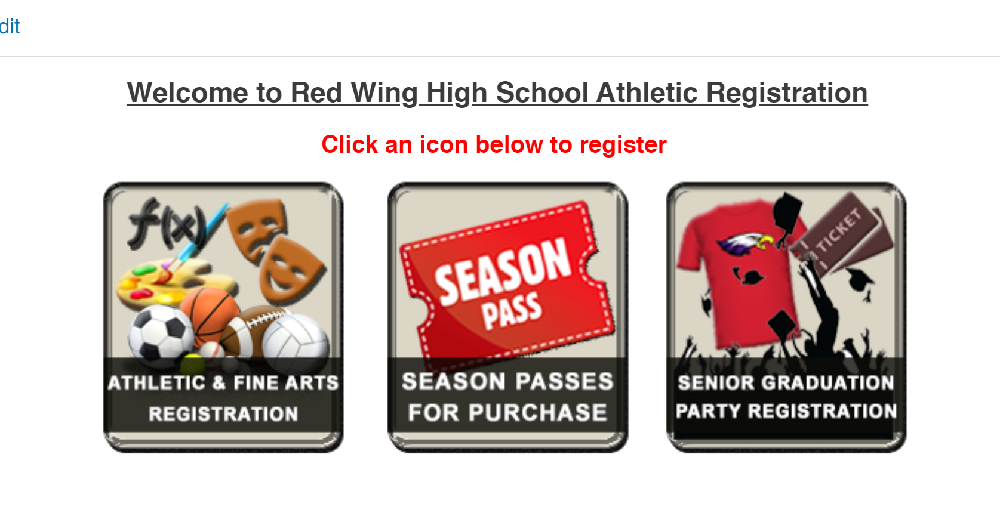 dit
Welcome to Red Wing High School Athletic Registration
Click an icon below to register
f(x)
ATHLETIC & FINE ARTS
REGISTRATION
SEASON
PASS
SEASON PASSES
FOR PURCHASE
TICKET
SENIOR GRADUATION
PARTY REGISTRATION